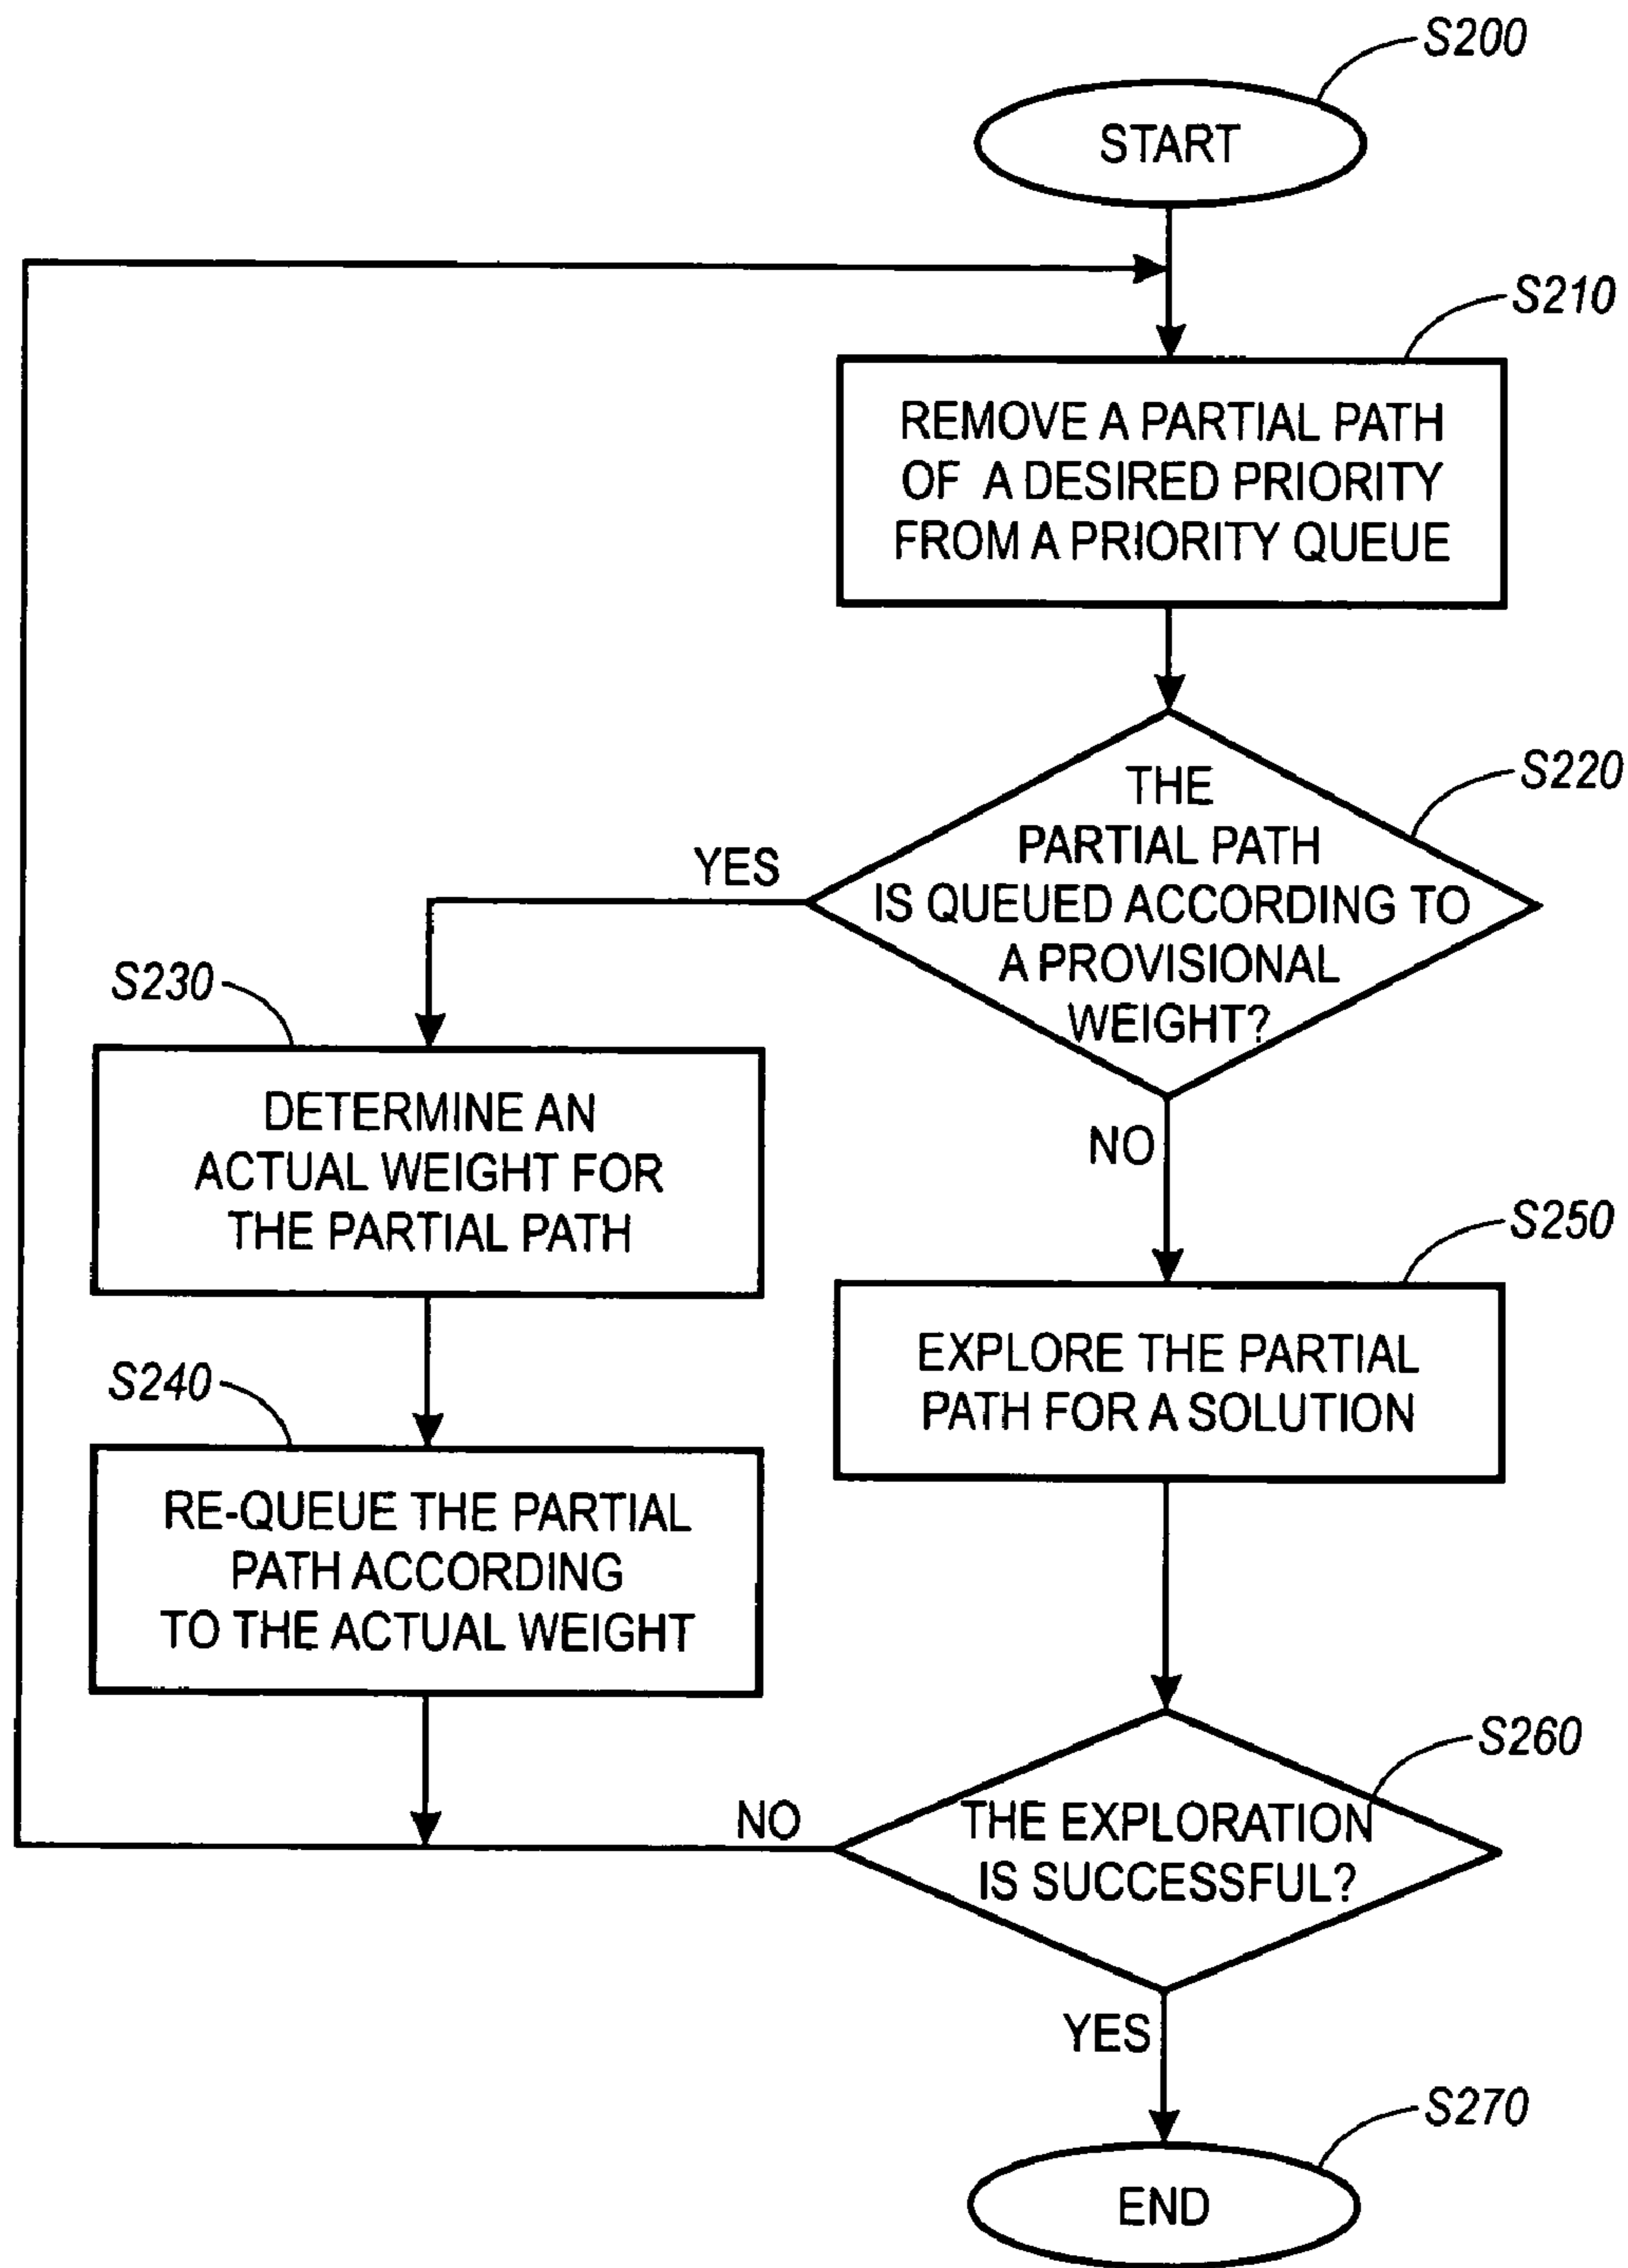 S200
START
S210
REMOVE A PARTIAL PATH
OF A DESIRED PRIORITY
FROM A PRIORITY QUEUE
S220
THE
PARTIAL PATH
IS QUEUED ACCORDING TO
A PROVISIONAL
WEIGHT?
YES
NO
S230
DETERMINE AN
ACTUAL WEIGHT FOR
THE PARTIAL PATH
S240
RE-QUEUE THE PARTIAL
PATH ACCORDING
TO THE ACTUAL WEIGHT
S250
EXPLORE THE PARTIAL
PATH FOR A SOLUTION
S260
THE EXPLORATION
IS SUCCESSFUL?
NO
YES
S270
END